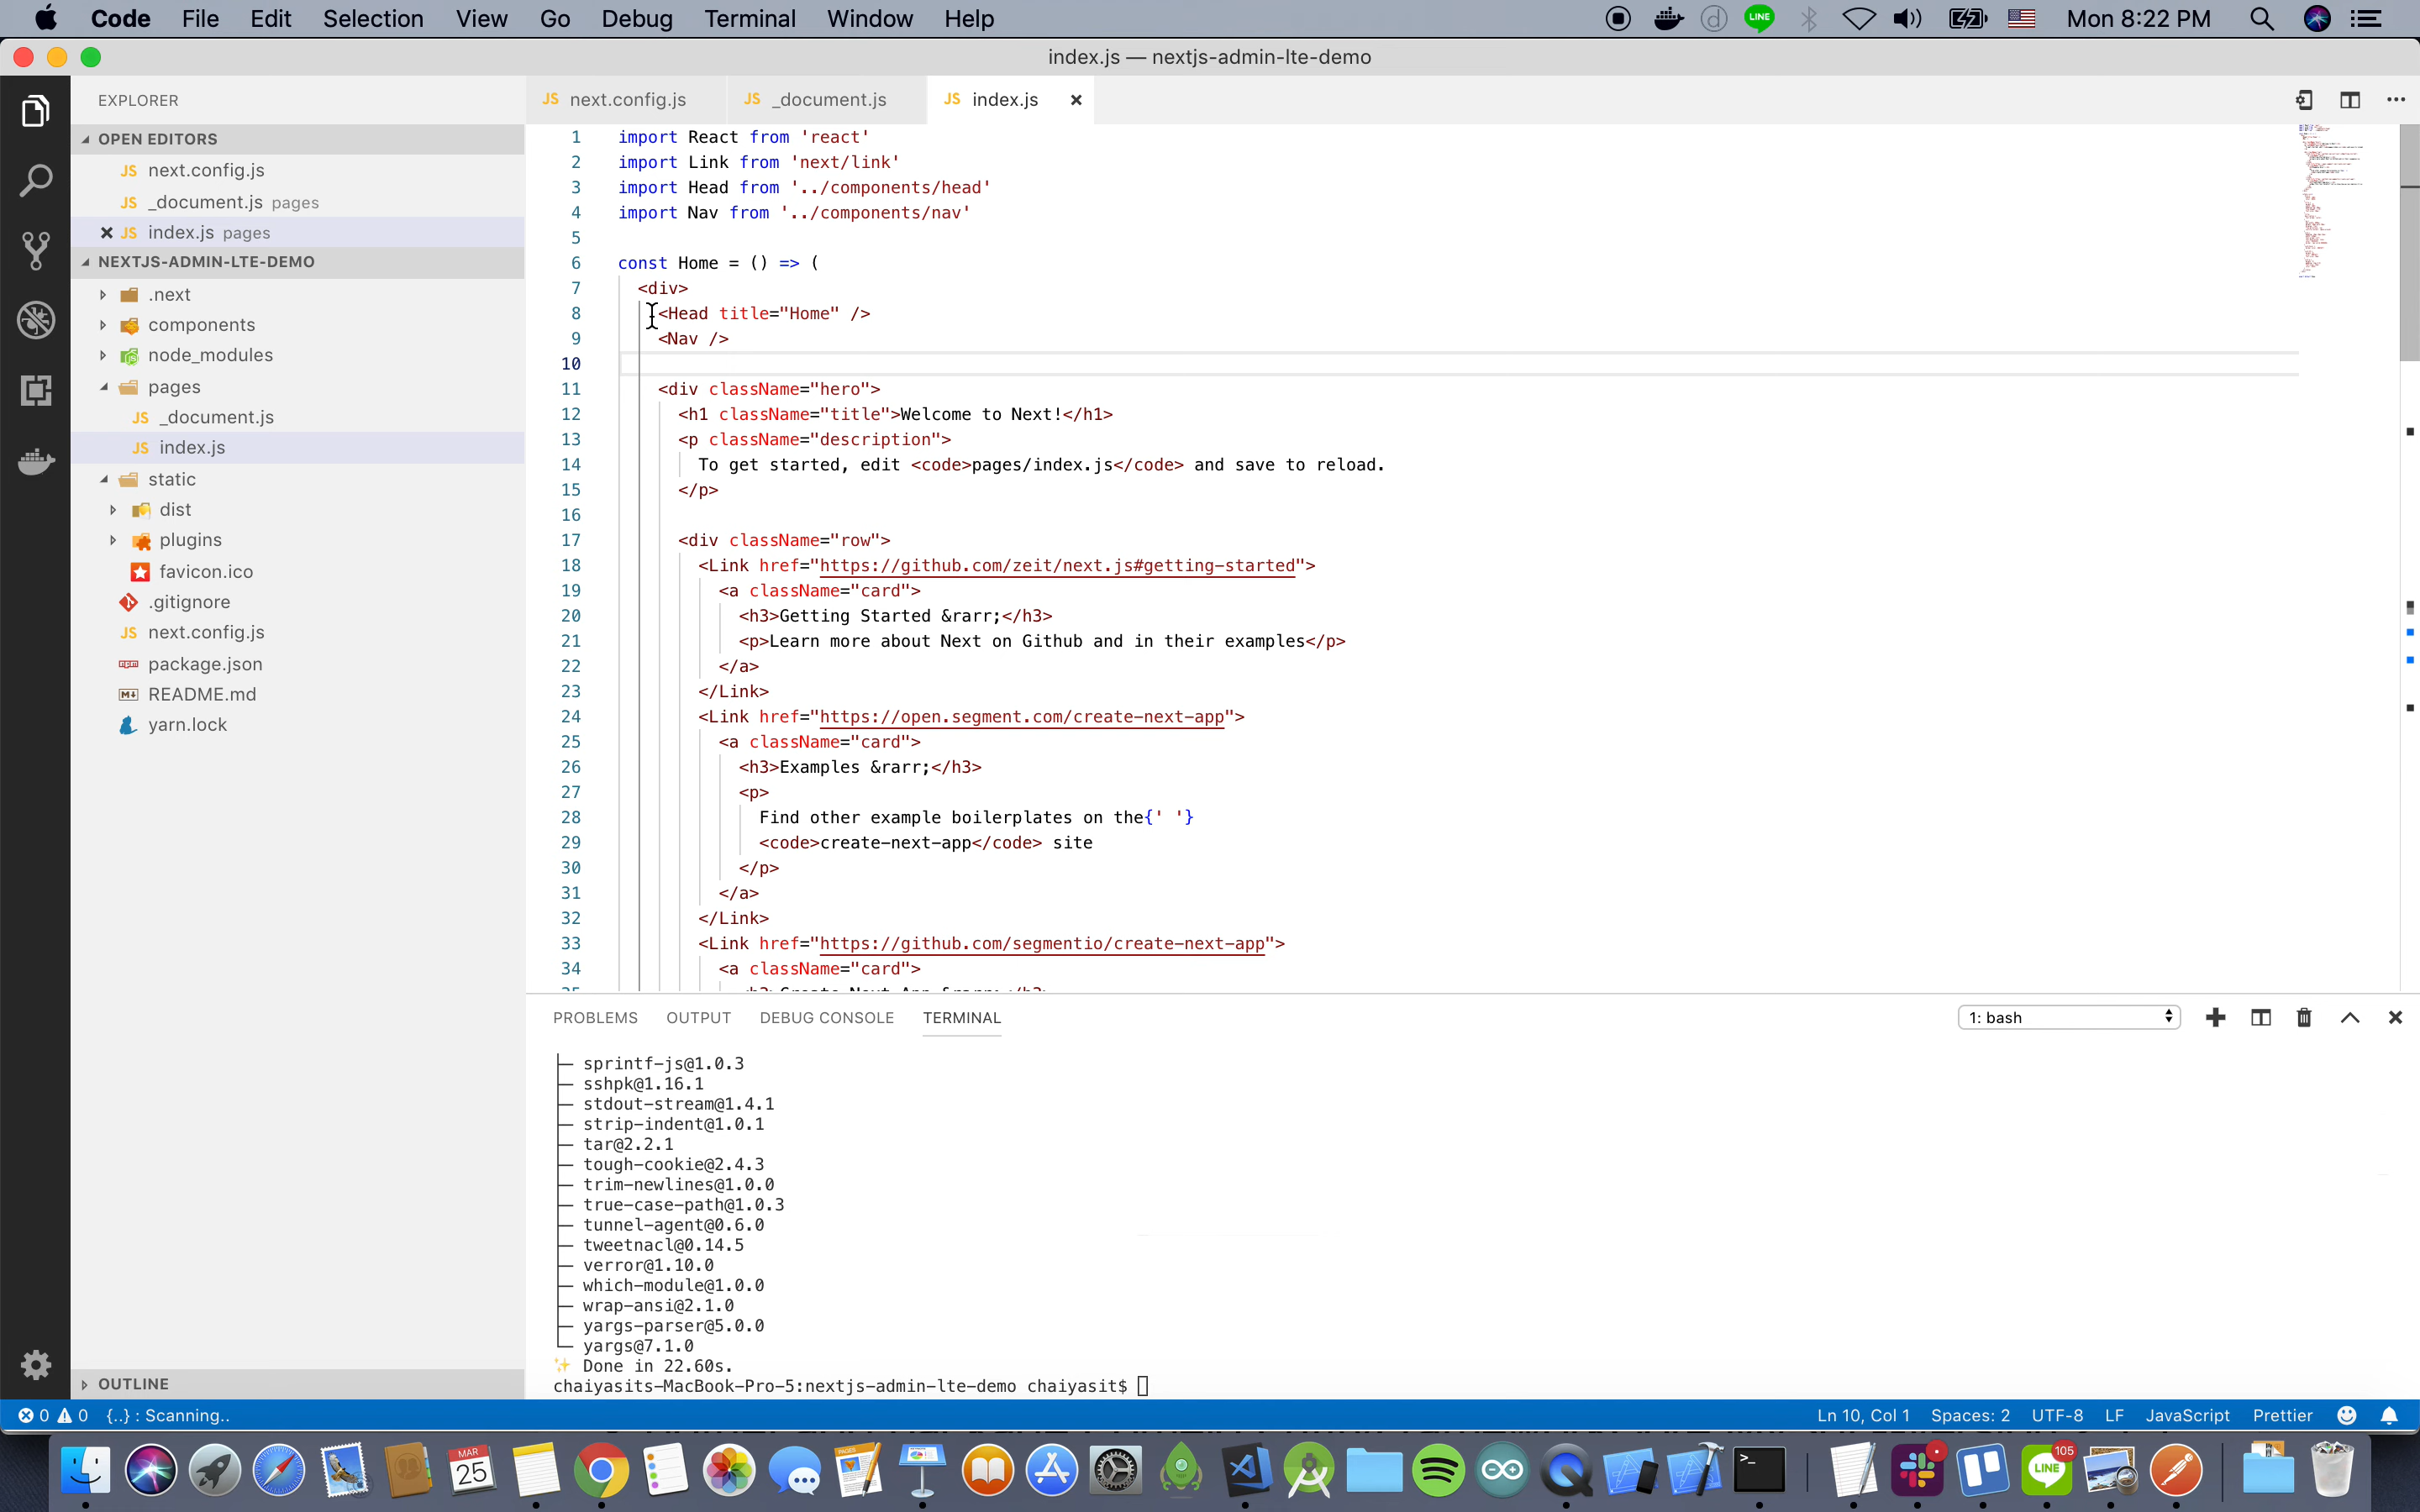 Code File Edit Selection View Go Debug Terminal Window Help
LINE
Mon 8:22 PM
index.js — nextjs-admin-lte-demo
EXPLORER
OPEN EDITORS
JS next.config.js
JS _document.js pages
JS index.js pages
NEXTJS-ADMIN-LTE-DEMO
.next
components
node_modules
pages
JS _document.js
JS index.js
static
dist
plugins
favicon.ico
.gitignore
JS next.config.js
package.json
README.md
yarn.lock
OUTLINE
JS next.config.js JS _document.js JS index.js
1 import React from 'react'
2 import Link from 'next/link'
3 import Head from '../components/head'
4 import Nav from '../components/nav'
5
6 const Home = () => (
7 <div>
8 <Head title="Home" />
9 <Nav />
10
11 <div className="hero">
12 <h1 className="title">Welcome to Next!</h1>
13 <p className="description">
14 To get started, edit <code>pages/index.js</code> and save to reload.
15 </p>
16
17 <div className="row">
18 <Link href="https://github.com/zeit/next.js#getting-started">
19 <a className="card">
20 <h3>Getting Started &rarr;</h3>
21 <p>Learn more about Next on Github and in their examples</p>
22 </a>
23 </Link>
24 <Link href="https://open.segment.com/create-next-app">
25 <a className="card">
26 <h3>Examples &rarr;</h3>
27 <p>
28 Find other example boilerplates on the{' '}
29 <code>create-next-app</code> site
30 </p>
31 </a>
32 </Link>
33 <Link href="https://github.com/segmentio/create-next-app">
34 <a className="card">
PROBLEMS OUTPUT DEBUG CONSOLE TERMINAL
1: bash
├─ sprintf-js@1.0.3
├─ sshpk@1.16.1
├─ stdout-stream@1.4.1
├─ strip-indent@1.0.1
├─ tar@2.2.1
├─ tough-cookie@2.4.3
├─ trim-newlines@1.0.0
├─ true-case-path@1.0.3
├─ tunnel-agent@0.6.0
├─ tweetnacl@0.14.5
├─ verror@1.10.0
├─ which-module@1.0.0
├─ wrap-ansi@2.1.0
├─ yargs-parser@5.0.0
└─ yargs@7.1.0
✨ Done in 22.60s.
chaiyasits-MacBook-Pro-5:nextjs-admin-lte-demo chaiyasit$
0 0 {..} : Scanning..
Ln 10, Col 1 Spaces: 2 UTF-8 LF JavaScript Prettier
MAR
25
PAGES
LINE
105